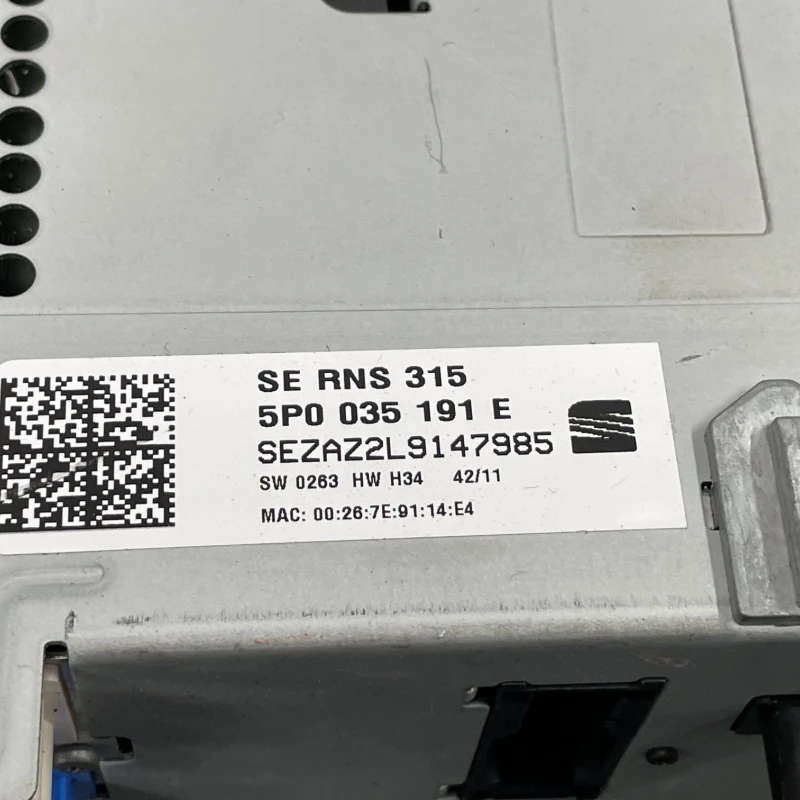 SE RNS 315
5P0 035 191 E
SEZAZ2L9147985
SW 0263 HW H34 42/11
MAC: 00:26:7E:91:14:E4